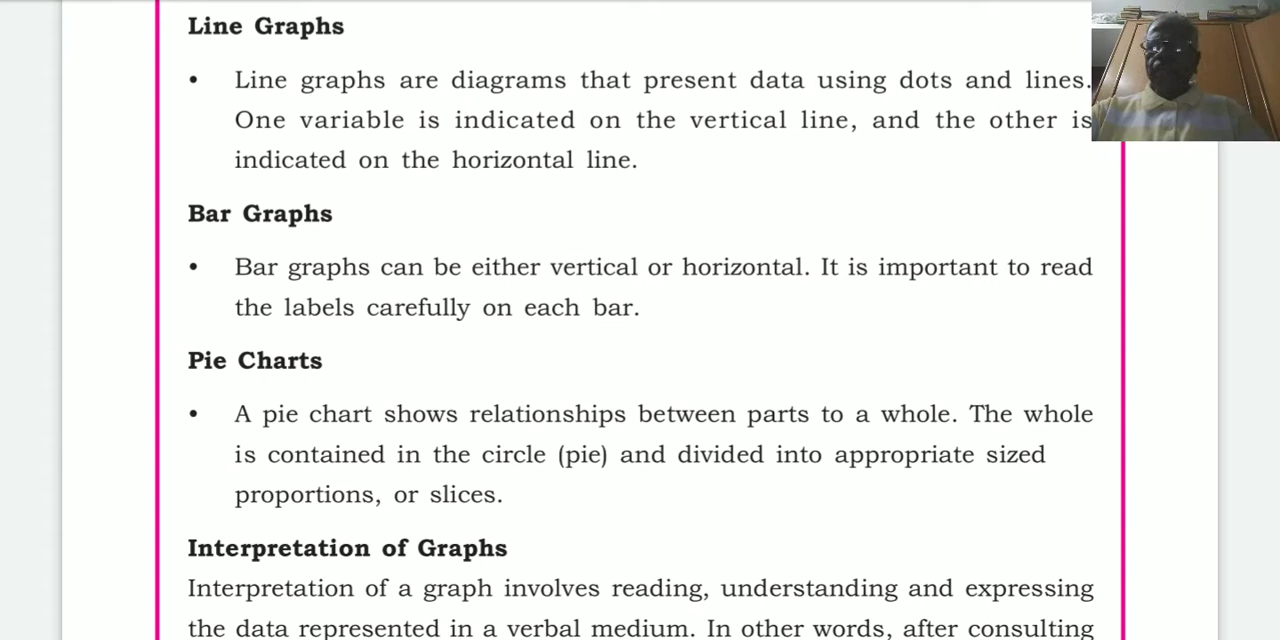 Line Graphs
• Line graphs are diagrams that present data using dots and lines.
One variable is indicated on the vertical line, and the other is
indicated on the horizontal line.
Bar Graphs
• Bar graphs can be either vertical or horizontal. It is important to read
the labels carefully on each bar.
Pie Charts
• A pie chart shows relationships between parts to a whole. The whole
is contained in the circle (pie) and divided into appropriate sized
proportions, or slices.
Interpretation of Graphs
Interpretation of a graph involves reading, understanding and expressing
the data represented in a verbal medium. In other words, after consulting